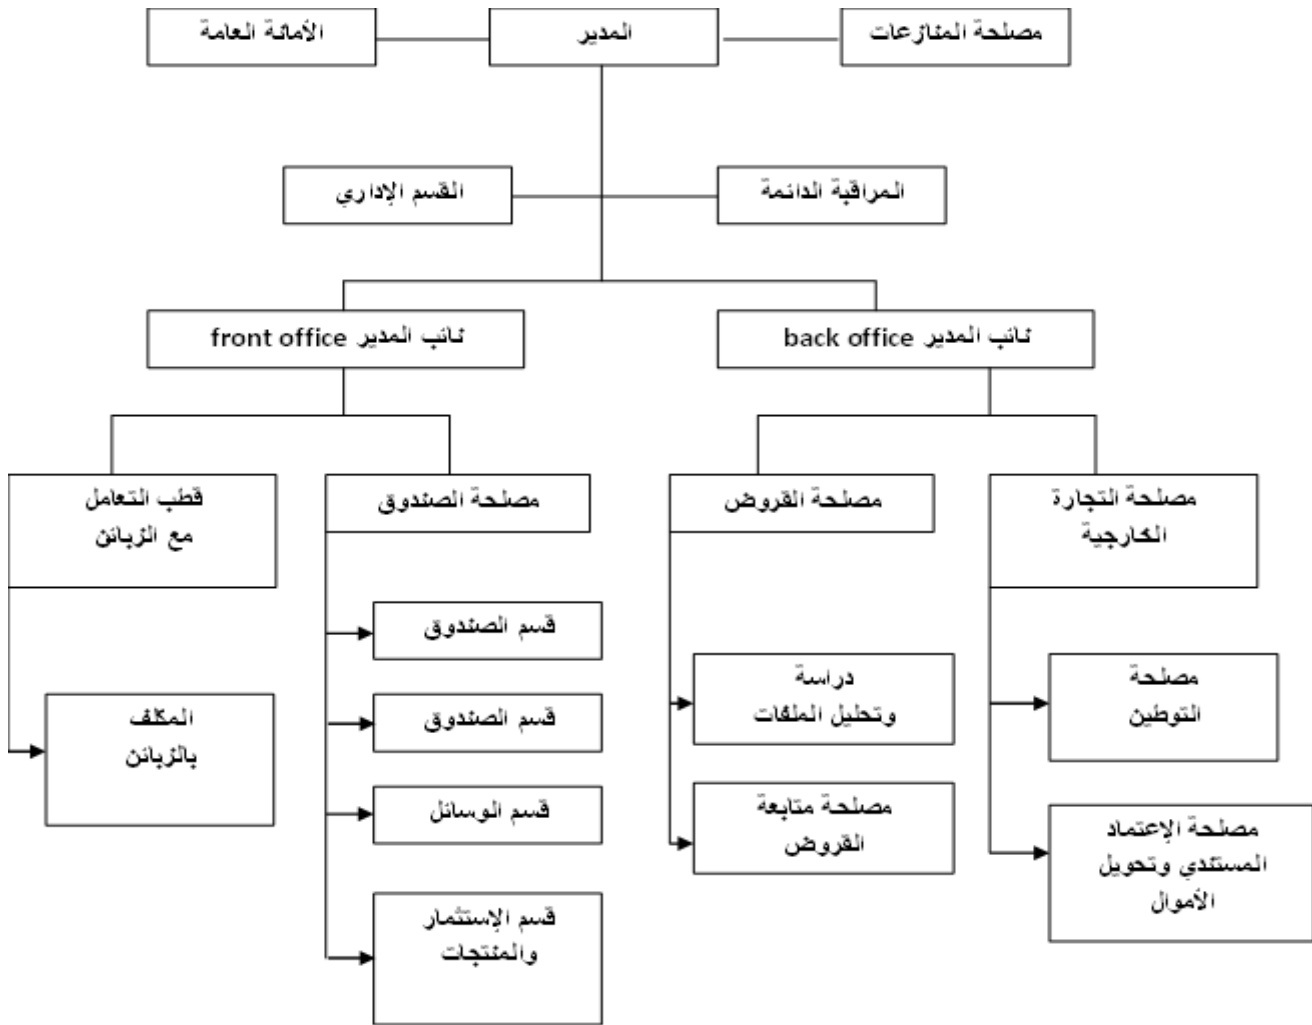 مصلحة المنازعات
المدير
الأمانة العامة
المراقبة الدائمة
القسم الإداري
نائب المدير back office
نائب المدير front office
مصلحة التجارة
الخارجية
مصلحة القروض
مصلحة الصندوق
قطب التعامل
مع الزبائن
مصلحة
التوطين
مصلحة الإعتماد
المستندي وتحويل
الأموال
دراسة
وتحليل الملفات
مصلحة متابعة
القروض
قسم الصندوق
قسم الصندوق
قسم الوسائل
قسم الإستثمار
والمنتجات
المكلف
بالزبائن